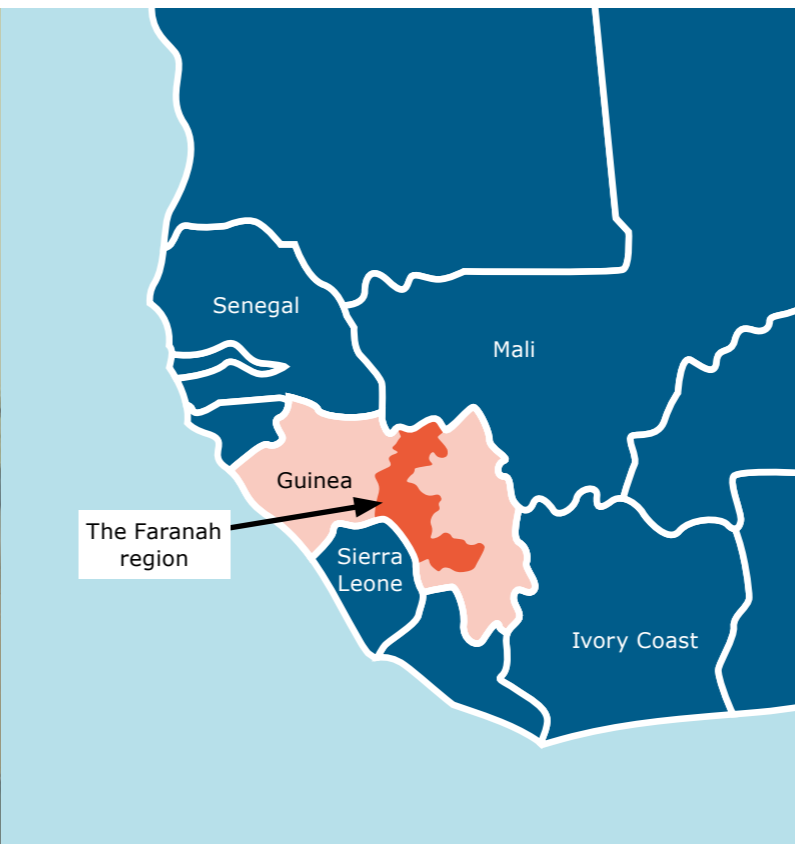 Senegal
Mali
Guinea
The Faranah
region
Sierra
Leone
Ivory Coast